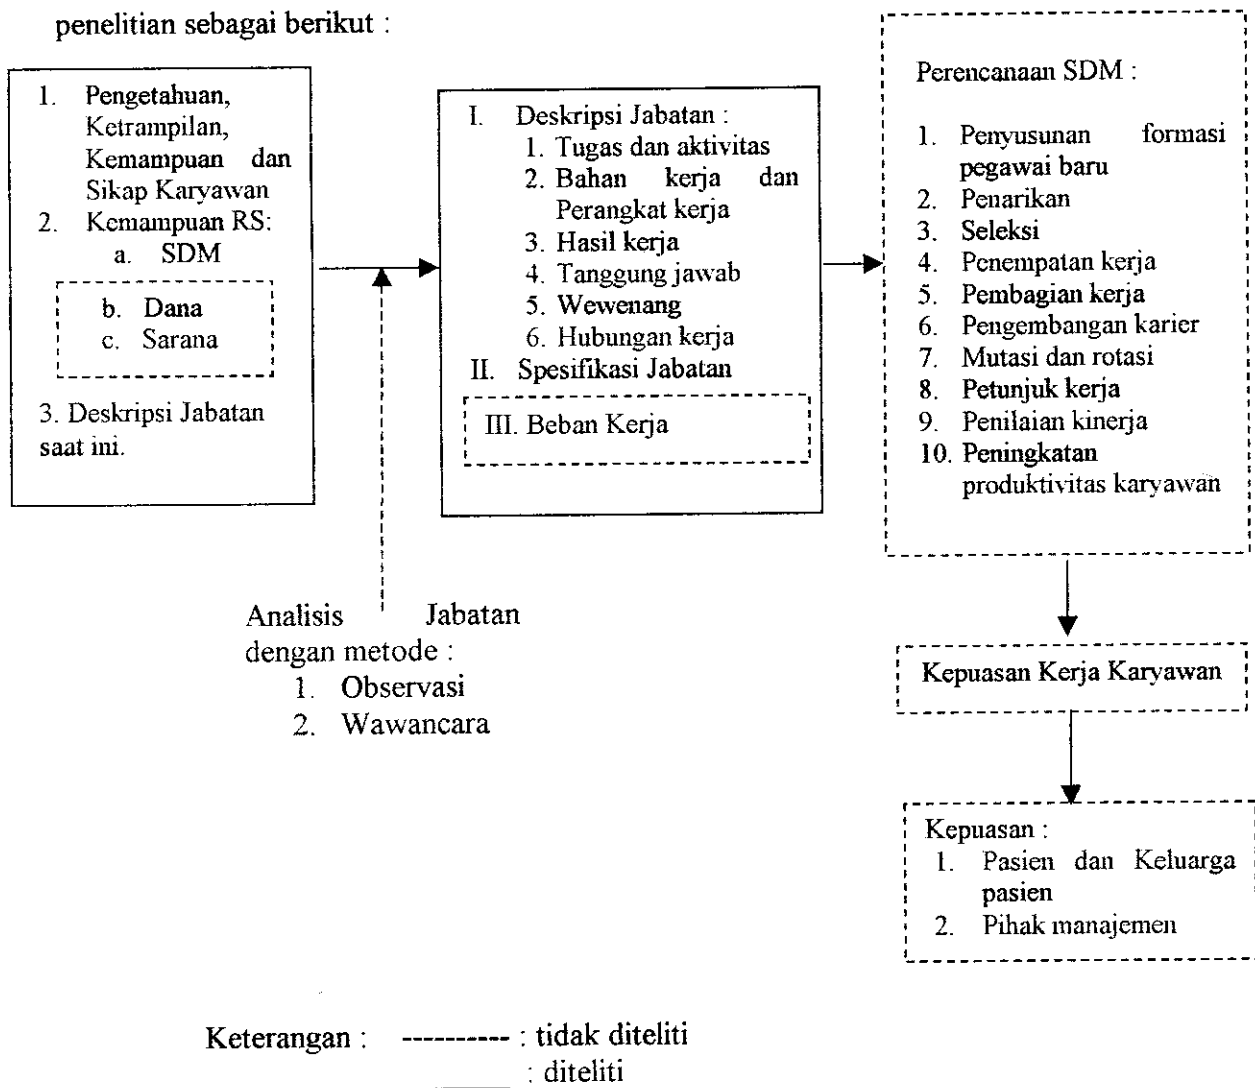 penelitian sebagai berikut :
1. Pengetahuan,
Ketrampilan,
Kemampuan dan
Sikap Karyawan
2. Kemampuan RS:
a. SDM
b. Dana
c. Sarana
3. Deskripsi Jabatan
saat ini.
I. Deskripsi Jabatan :
1. Tugas dan aktivitas
2. Bahan kerja dan
Perangkat kerja
3. Hasil kerja
4. Tanggung jawab
5. Wewenang
6. Hubungan kerja
II. Spesifikasi Jabatan
III. Beban Kerja
Perencanaan SDM :
1. Penyusunan formasi
pegawai baru
2. Penarikan
3. Seleksi
4. Penempatan kerja
5. Pembagian kerja
6. Pengembangan karier
7. Mutasi dan rotasi
8. Petunjuk kerja
9. Penilaian kinerja
10. Peningkatan
produktivitas karyawan
Analisis Jabatan
dengan metode :
1. Observasi
2. Wawancara
Kepuasan Kerja Karyawan
Kepuasan :
1. Pasien dan Keluarga
pasien
2. Pihak manajemen
Keterangan : ---------- : tidak diteliti
: diteliti